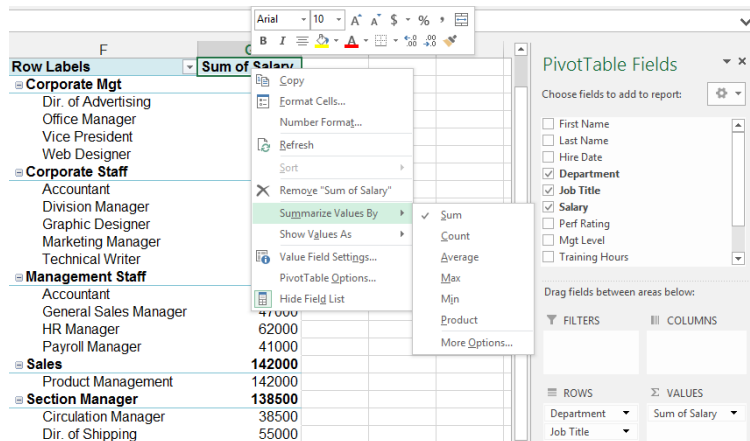 Arial 10 A A $ % ,
B I A .00 .00
F
Row Labels Sum of Salary
Corporate Mgt
Dir. of Advertising
Office Manager
Vice President
Web Designer
Corporate Staff
Accountant
Division Manager
Graphic Designer
Marketing Manager
Technical Writer
Management Staff
Accountant
General Sales Manager 47000
HR Manager 62000
Payroll Manager 41000
Sales 142000
Product Management 142000
Section Manager 138500
Circulation Manager 38500
Dir. of Shipping 55000
Copy
Format Cells...
Number Format...
Refresh
Sort
Remove "Sum of Salary"
Summarize Values By
Show Values As
Value Field Settings...
PivotTable Options...
Hide Field List
Sum
Count
Average
Max
Min
Product
More Options...
PivotTable Fields
Choose fields to add to report:
First Name
Last Name
Hire Date
Department
Job Title
Salary
Perf Rating
Mgt Level
Training Hours
Drag fields between areas below:
FILTERS COLUMNS
ROWS Σ VALUES
Department Sum of Salary
Job Title